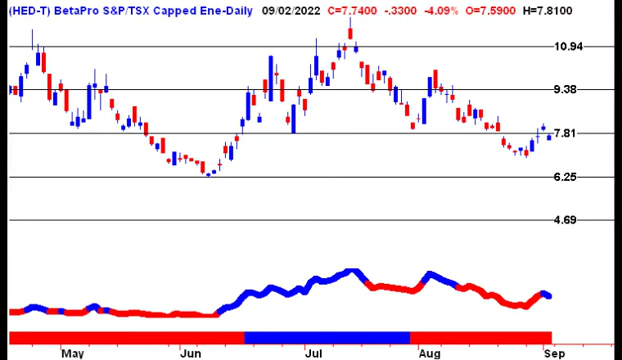 (HED-T) BetaPro S&P/TSX Capped Ene-Daily 09/02/2022 C=7.7400 -.3300 -4.09% O=7.5900 H=7.8100
10.94
9.38
7.81
6.25
4.69
May Jun Jul Aug Sep